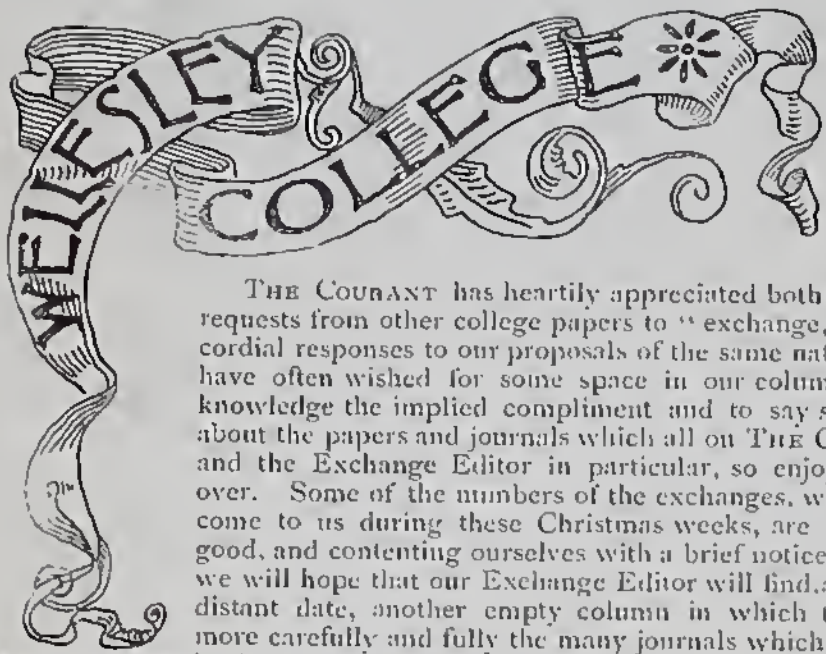 WELLESLEY
COLLEGE
THE COURANT has heartily appreciated both
requests from other college papers to "exchange,
cordial responses to our proposals of the same nat
have often wished for some space in our colum
knowledge the implied compliment and to say s
about the papers and journals which all on THE C
and the Exchange Editor in particular, so enjo
over. Some of the numbers of the exchanges, w
come to us during these Christmas weeks, are
good, and contenting ourselves with a brief notice
we will hope that our Exchange Editor will find, a
distant date, another empty column in which t
more carefully and fully the many journals which